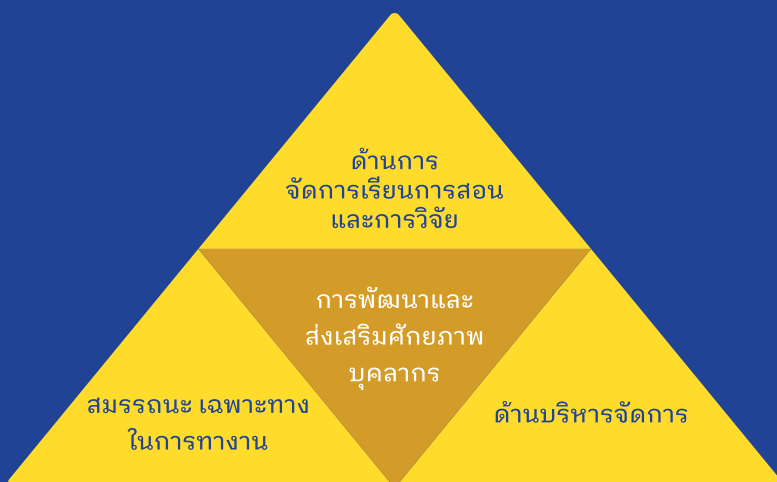 ด้านการ
จัดการเรียนการสอน
และการวิจัย
การพัฒนาและ
ส่งเสริมศักยภาพ
บุคลากร
สมรรถนะ เฉพาะทาง
ในการทางาน
ด้านบริหารจัดการ